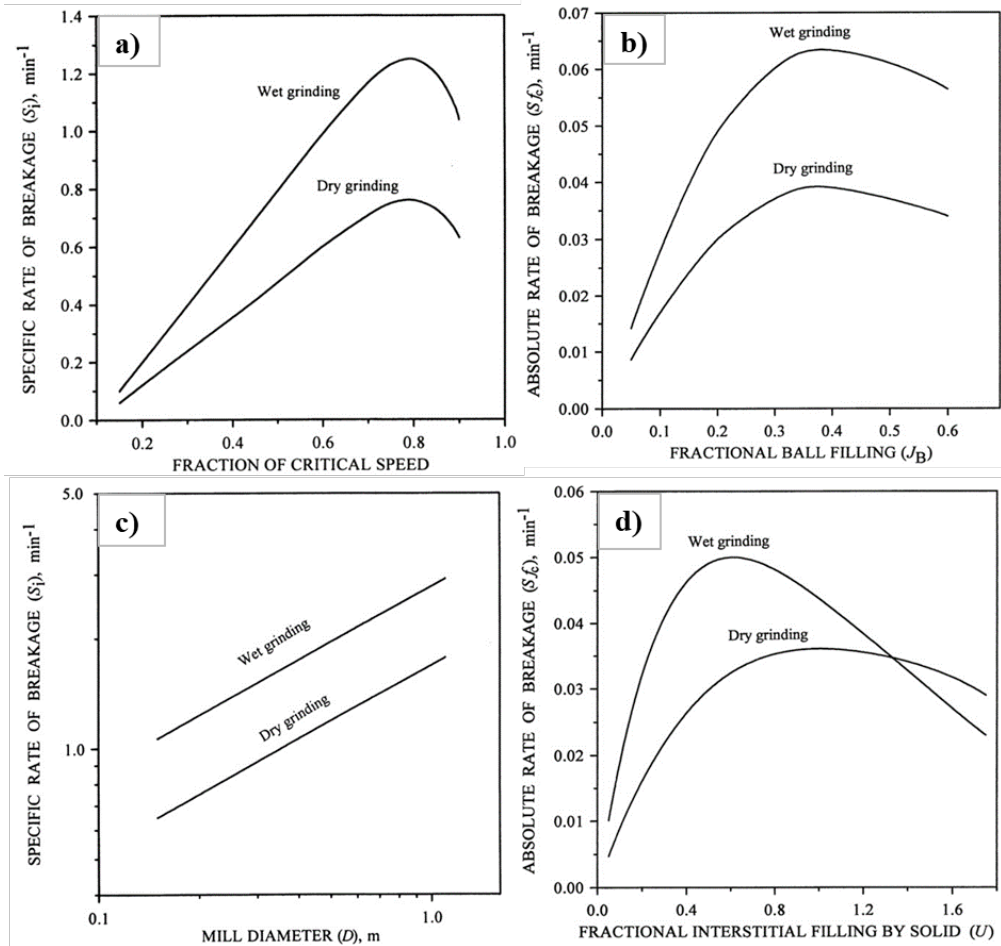 a)
SPECIFIC RATE OF BREAKAGE (Si), min-1
1.4
1.2
1.0
0.8
0.6
0.4
0.2
0.0
Wet grinding
Dry grinding
0.2 0.4 0.6 0.8 1.0
FRACTION OF CRITICAL SPEED
b)
ABSOLUTE RATE OF BREAKAGE (Sfc), min-1
0.07
0.06
0.05
0.04
0.03
0.02
0.01
0.00
Wet grinding
Dry grinding
0.0 0.1 0.2 0.3 0.4 0.5 0.6
FRACTIONAL BALL FILLING (JB)
c)
SPECIFIC RATE OF BREAKAGE (Si), min-1
5.0
1.0
Wet grinding
Dry grinding
0.1 1.0
MILL DIAMETER (D), m
d)
ABSOLUTE RATE OF BREAKAGE (Sfc), min-1
0.06
0.05
0.04
0.03
0.02
0.01
0.00
Wet grinding
Dry grinding
0.0 0.4 0.8 1.2 1.6
FRACTIONAL INTERSTITIAL FILLING BY SOLID (U)